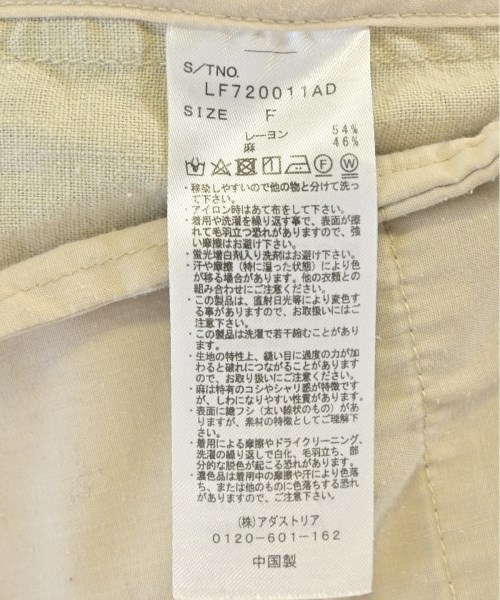 S/TNO.
LF720011AD
SIZE F
レーヨン 54%
麻 46%
・移染しやすいので他の物と分けて洗っ
て下さい。
・アイロン時はあて布をして下さい。
・着用や洗濯を繰り返す事で、表面が擦
れて毛羽立つ恐れがありますので、強
い摩擦はお避け下さい。
・蛍光増白剤入り洗剤はお避け下さい。
・汗や摩擦（特に湿った状態）により色
が移る場合があります。他の衣類との
組み合わせにご注意ください。
・この製品は、直射日光等により変色する
事がありますので、お取扱いにはご
注意下さい。
・この製品は洗濯で若干縮むことがあり
ます。
・生地の特性上、縫い目に過度の力が加
わると破れにつながることがあります
ので、お取り扱いにご注意ください。
・麻は特有のコシやシャリ感が特徴です
が、しわになりやすい性質があります。
・表面に織フシ（太い線状のもの）があ
りますが、素材の特徴としてご理解下
さい。
・着用による摩擦やドライクリーニング、
洗濯の繰り返しで白化、毛羽立ち、部
分的な脱色が起こる恐れがあります。
・濃色品は着用中の摩擦や汗により色落
ち、または他のものに色落ちする恐れ
がありますので、ご注意ください。
(株)アダストリア
0120-601-162
中国製